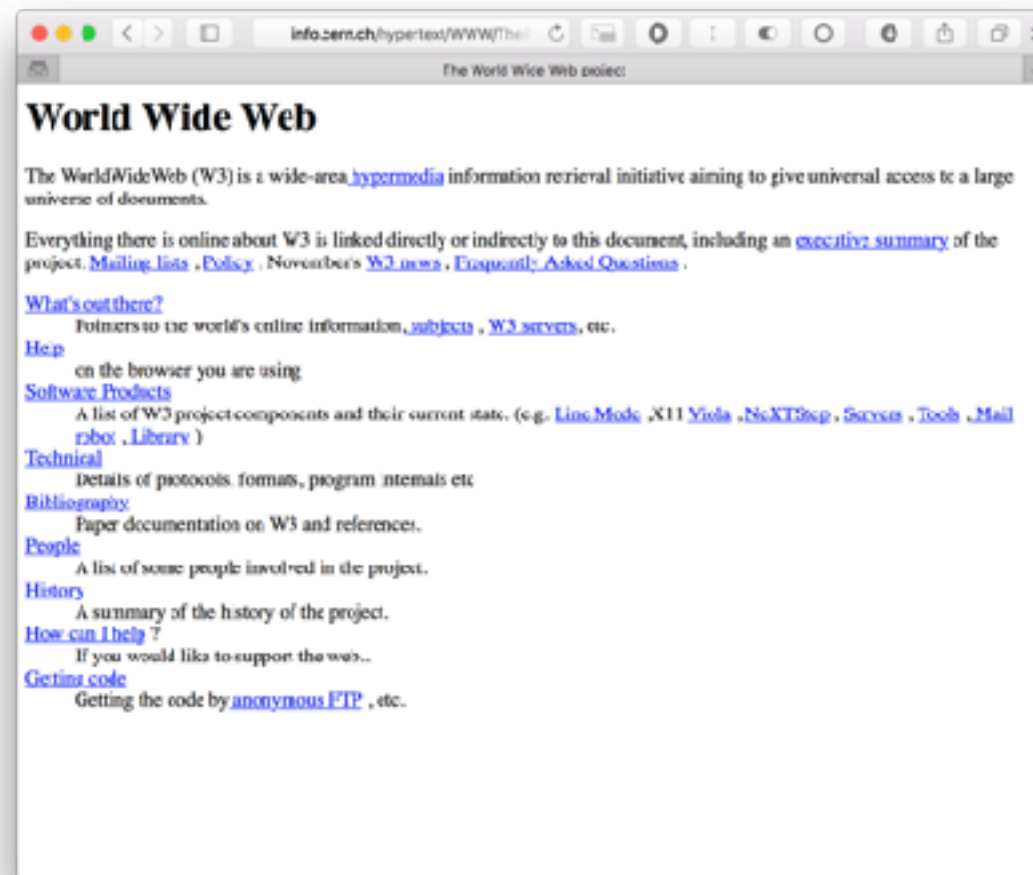 info.cern.ch/hypertext/WWW/The
The World Wide Web project
World Wide Web
The WorldWideWeb (W3) is a wide-area hypermedia information retrieval initiative aiming to give universal access to a large
universe of documents.
Everything there is online about W3 is linked directly or indirectly to this document, including an executive summary of the
project, Mailing lists , Policy , November's W3 news , Frequently Asked Questions .
What's out there?
Pointers to the world's online information, subjects , W3 servers, etc.
Help
on the browser you are using
Software Products
A list of W3 project components and their current state. (e.g. Line Mode ,X11 Viola , NeXTStep , Servers , Tools , Mail
robot , Library )
Technical
Details of protocols, formats, program internals etc
Bibliography
Paper documentation on W3 and references.
People
A list of some people involved in the project.
History
A summary of the history of the project.
How can I help ?
If you would like to support the web..
Getting code
Getting the code by anonymous FTP , etc.